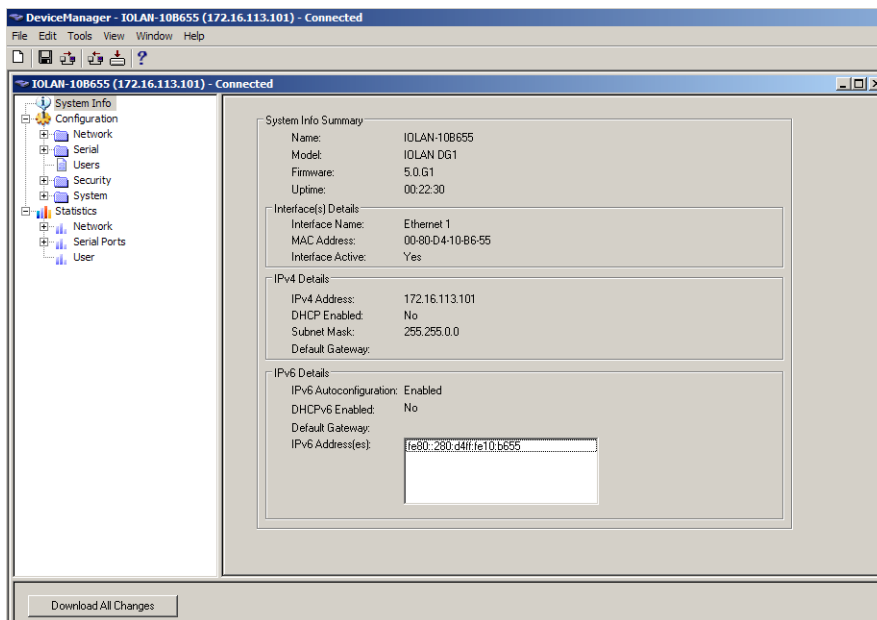 DeviceManager - IOLAN-10B655 (172.16.113.101) - Connected
File Edit Tools View Window Help
IOLAN-10B655 (172.16.113.101) - Connected
System Info
Configuration
Network
Serial
Users
Security
System
Statistics
Network
Serial Ports
User
System Info Summary
Name: IOLAN-10B655
Model: IOLAN DG1
Firmware: 5.0.G1
Uptime: 00:22:30
Interface(s) Details
Interface Name: Ethernet 1
MAC Address: 00-80-D4-10-B6-55
Interface Active: Yes
IPv4 Details
IPv4 Address: 172.16.113.101
DHCP Enabled: No
Subnet Mask: 255.255.0.0
Default Gateway:
IPv6 Details
IPv6 Autoconfiguration: Enabled
DHCPv6 Enabled: No
Default Gateway:
IPv6 Address(es): fe80::280:d4ff:fe10:b655
Download All Changes